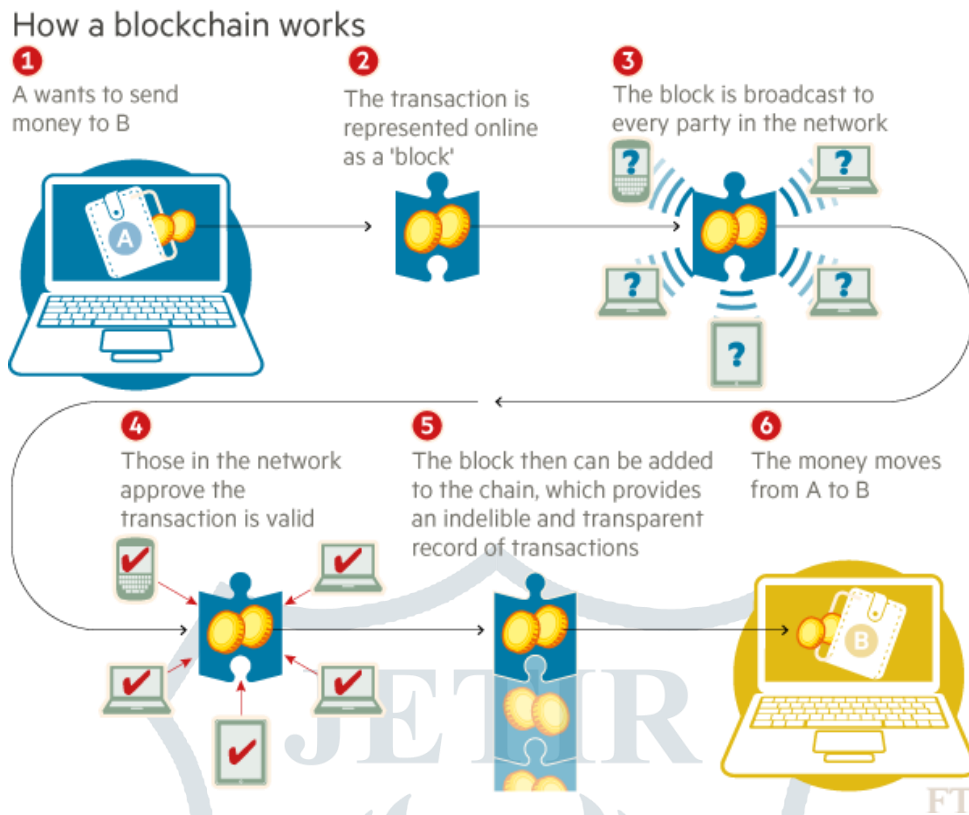 How a blockchain works
1
A wants to send
money to B
2
The transaction is
represented online
as a 'block'
3
The block is broadcast to
every party in the network
A
?
?
?
?
?
4
Those in the network
approve the
transaction is valid
5
The block then can be added
to the chain, which provides
an indelible and transparent
record of transactions
6
The money moves
from A to B
B
JETIR
FT